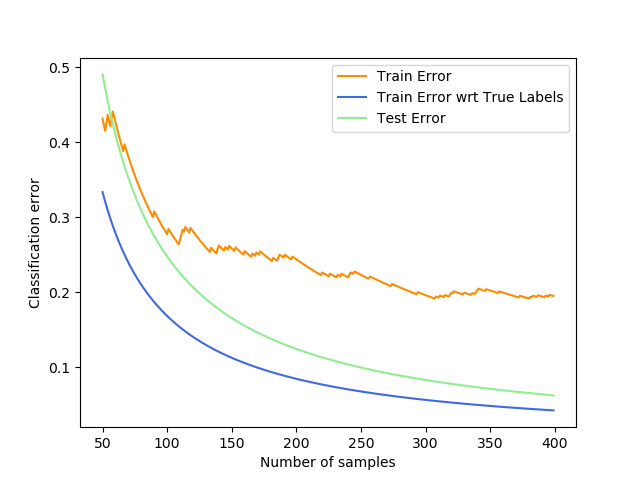 0.5
0.4
0.3
0.2
0.1
Classification error
Train Error
Train Error wrt True Labels
Test Error
50 100 150 200 250 300 350 400
Number of samples